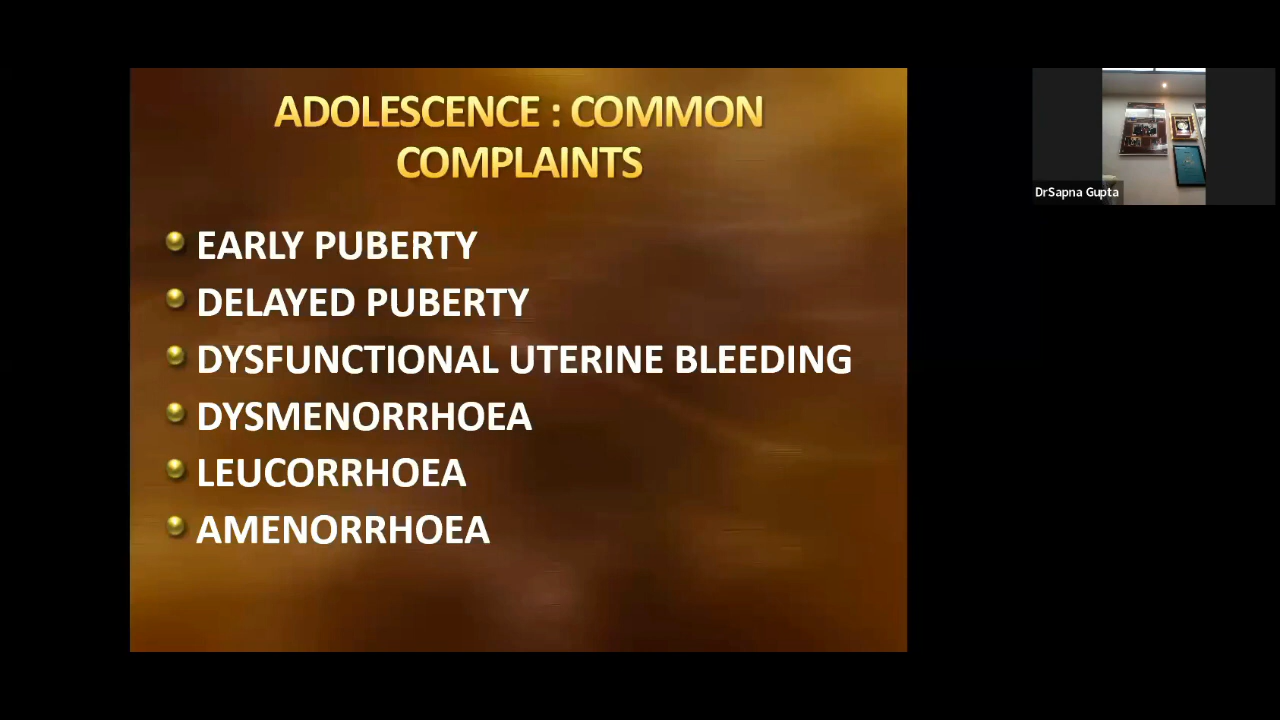 ADOLESCENCE : COMMON
COMPLAINTS
EARLY PUBERTY
DELAYED PUBERTY
DYSFUNCTIONAL UTERINE BLEEDING
DYSMENORRHOEA
LEUCORRHOEA
AMENORRHOEA
DrSapna Gupta